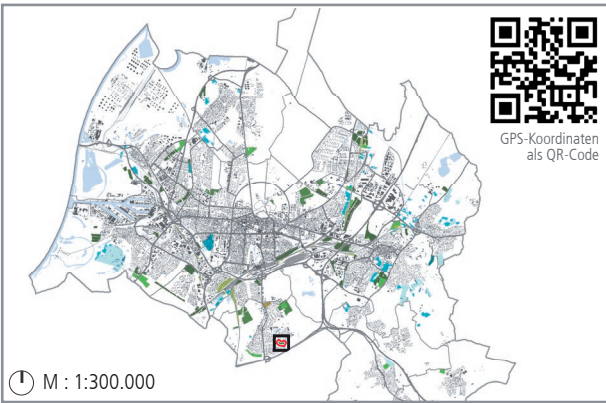 GPS-Koordinaten
als QR-Code
M : 1:300.000